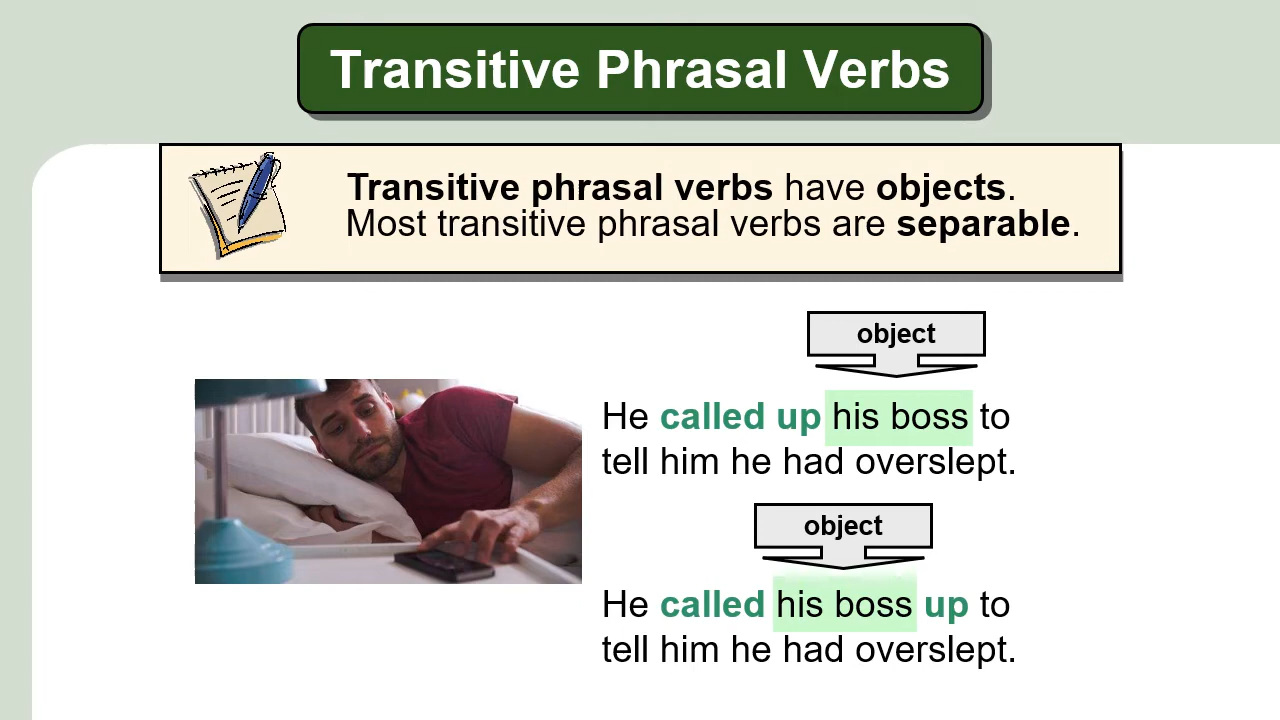 Transitive Phrasal Verbs
Transitive phrasal verbs have objects.
Most transitive phrasal verbs are separable.
object
He called up his boss to
tell him he had overslept.
object
He called his boss up to
tell him he had overslept.